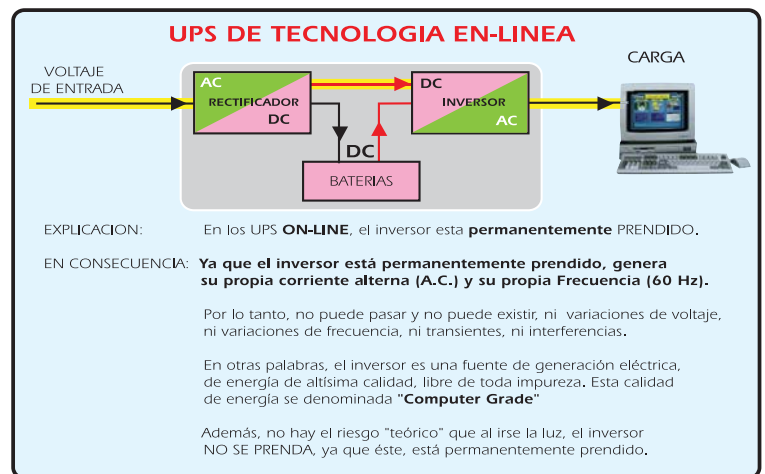 UPS DE TECNOLOGIA EN-LINEA
VOLTAJE
DE ENTRADA
CARGA
AC
RECTIFICADOR
DC
DC
INVERSOR
AC
DC
BATERIAS
EXPLICACION: En los UPS ON-LINE, el inversor esta permanentemente PRENDIDO.
EN CONSECUENCIA: Ya que el inversor está permanentemente prendido, genera
su propia corriente alterna (A.C.) y su propia Frecuencia (60 Hz).
Por lo tanto, no puede pasar y no puede existir, ni variaciones de voltaje,
ni variaciones de frecuencia, ni transientes, ni interferencias.
En otras palabras, el inversor es una fuente de generación eléctrica,
de energía de altísima calidad, libre de toda impureza. Esta calidad
de energía se denominada "Computer Grade"
Además, no hay el riesgo "teórico" que al irse la luz, el inversor
NO SE PRENDA, ya que éste, está permanentemente prendido.